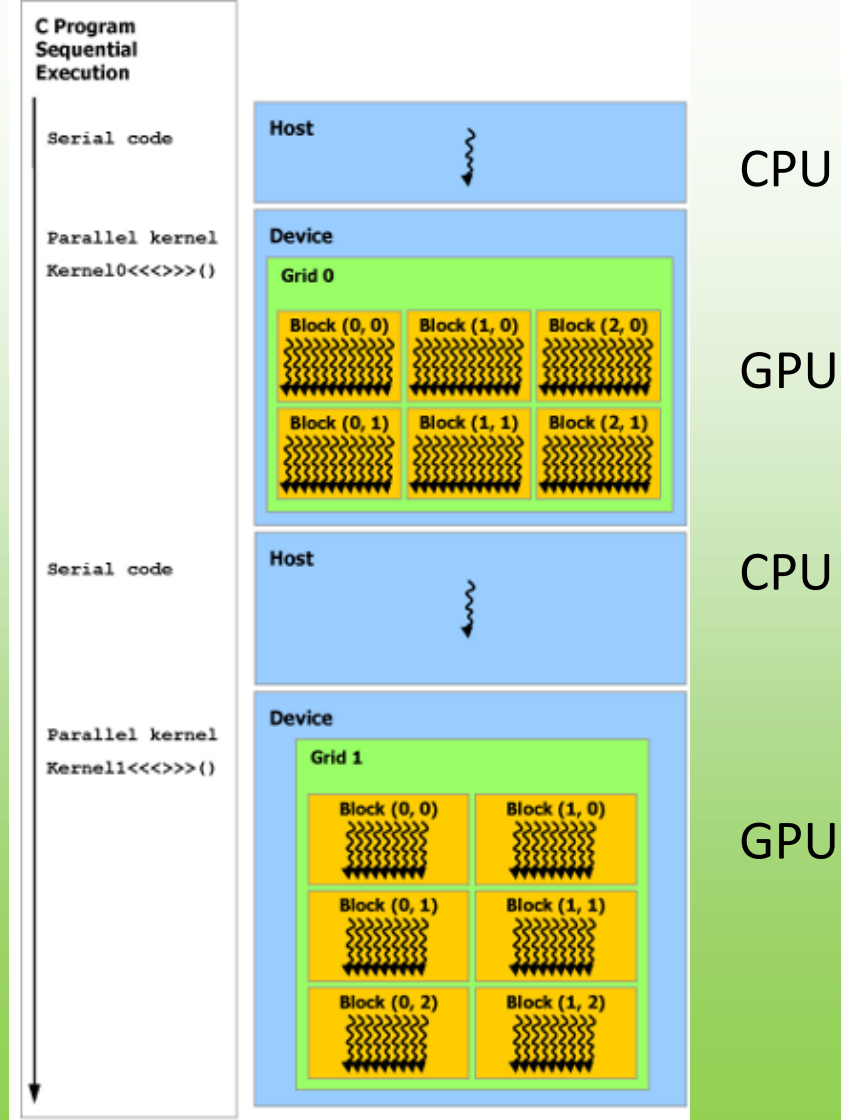 C Program
Sequential
Execution
Serial code
Host
CPU
Parallel kernel
Kernel0<<<>>>()
Device
Grid 0
Block (0, 0) Block (1, 0) Block (2, 0)
GPU
Block (0, 1) Block (1, 1) Block (2, 1)
Serial code
Host
CPU
Parallel kernel
Kernel1<<<>>>()
Device
Grid 1
Block (0, 0) Block (1, 0)
GPU
Block (0, 1) Block (1, 1)
Block (0, 2) Block (1, 2)